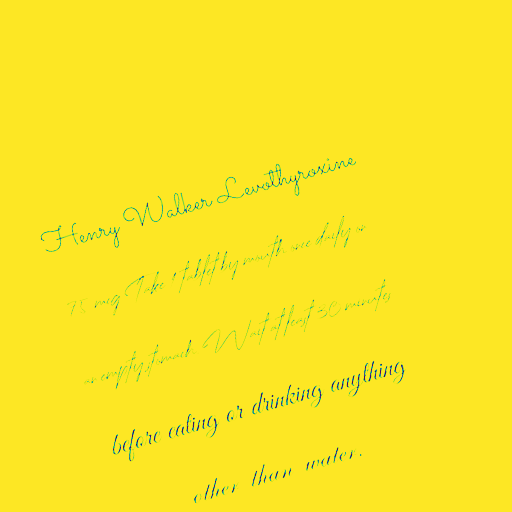 Henry Walker Levothyroxine
75 mcg Take 1 tablet by mouth once daily on
an empty stomach. Wait at least 30 minutes
before eating or drinking anything
other than water.